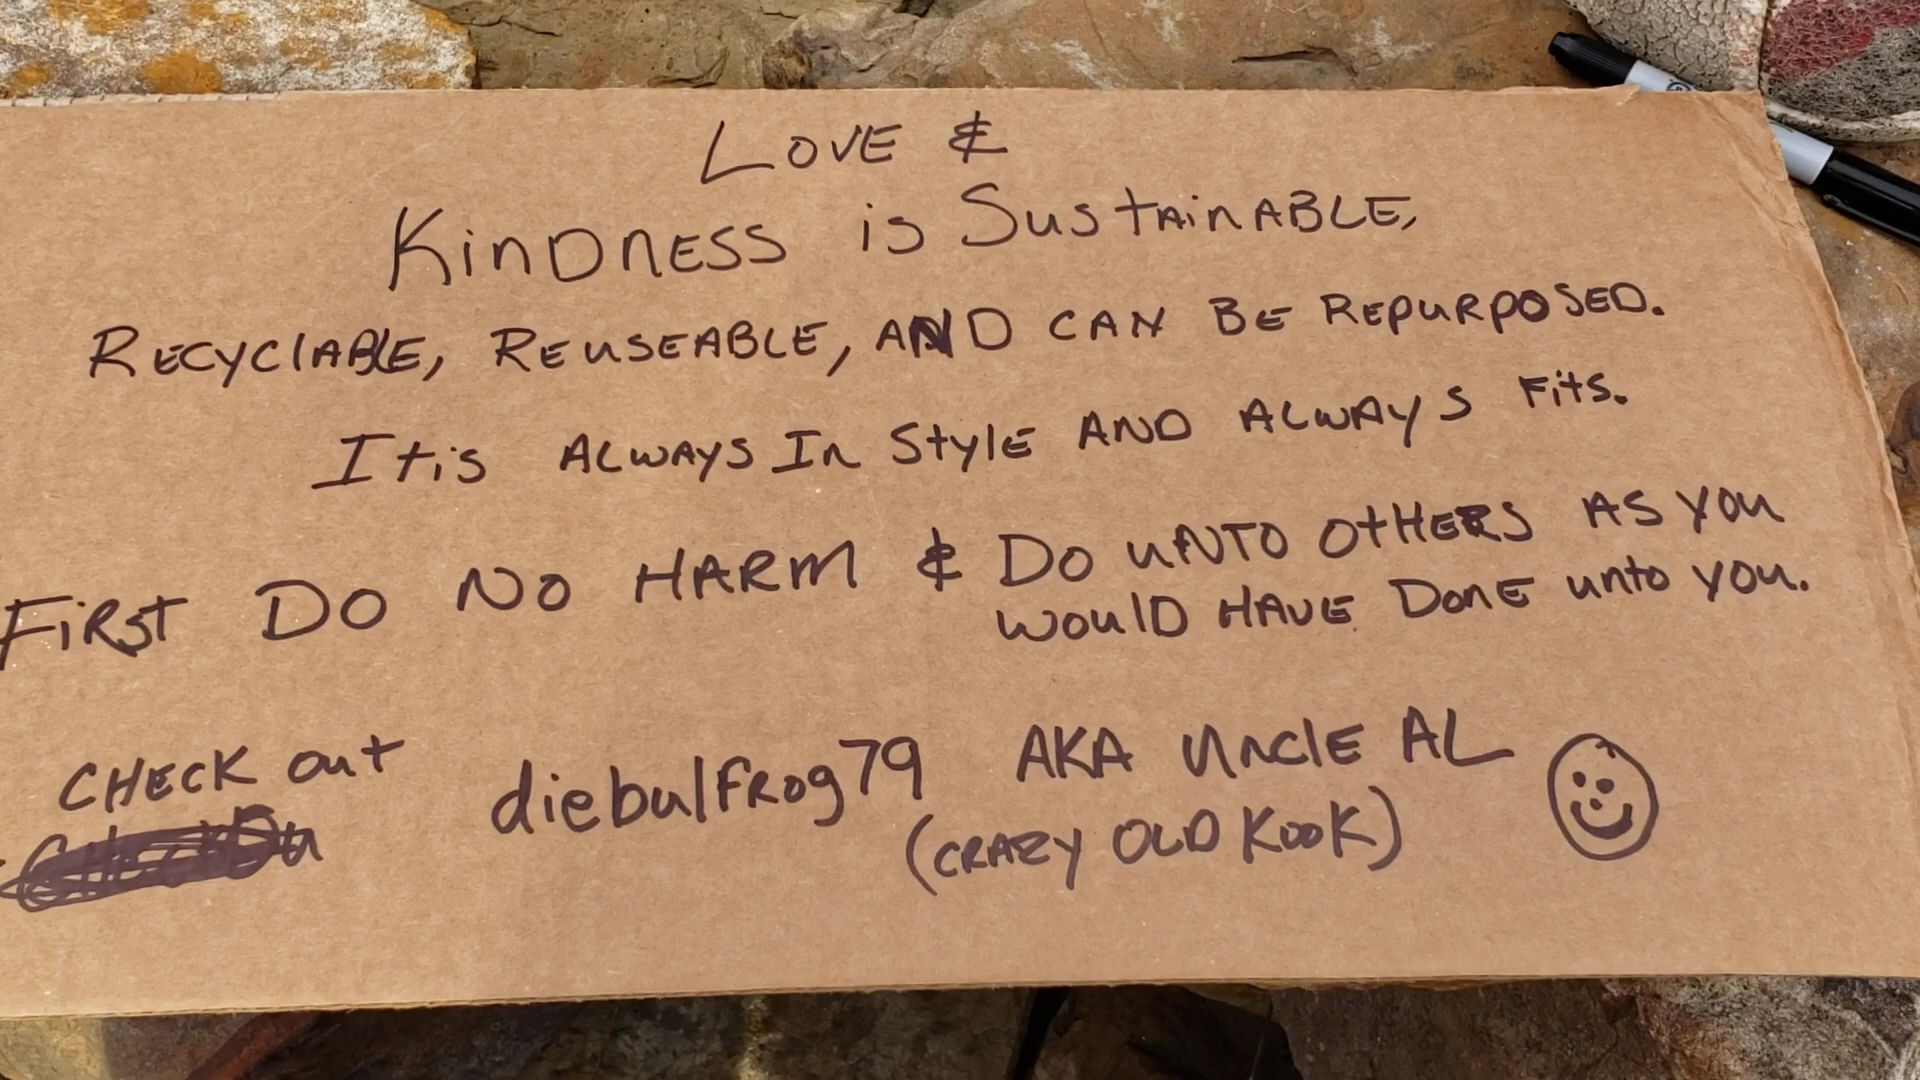 LOVE &
KinDnESS is SustAinABLE,
RECYClABLE, REuSEABLE, AND CAN BE REPURPOSED.
It is ALWAYS In StylE AND ALWAYS Fits.
FiRSt DO NO HARM & DO uNTO OtHERS AS YOu
WOulD HAVE DonE unto you.
CHECK out
diebulfRog79 AKA UnclE AL
(CRAZY OLD KooK)